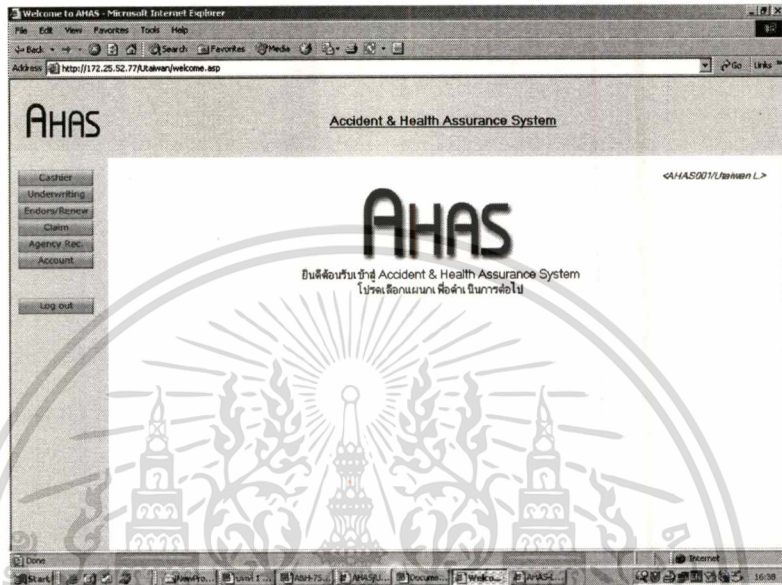 Welcome to AHAS - Microsoft Internet Explorer
File Edit View Favorites Tools Help
Back Search Favorites Media
Address http://172.25.52.77/Utaiwan/welcome.asp Go Links
AHAS
Accident & Health Assurance System
<AHAS001/Utaiwan L.>
Cashier
Underwriting
Endors/Renew
Claim
Agency Rec.
Account
Log out
AHAS
ยินดีต้อนรับเข้าสู่ Accident & Health Assurance System
โปรดเลือกแผนกเพื่อดำเนินการต่อไป
Done Internet
Start